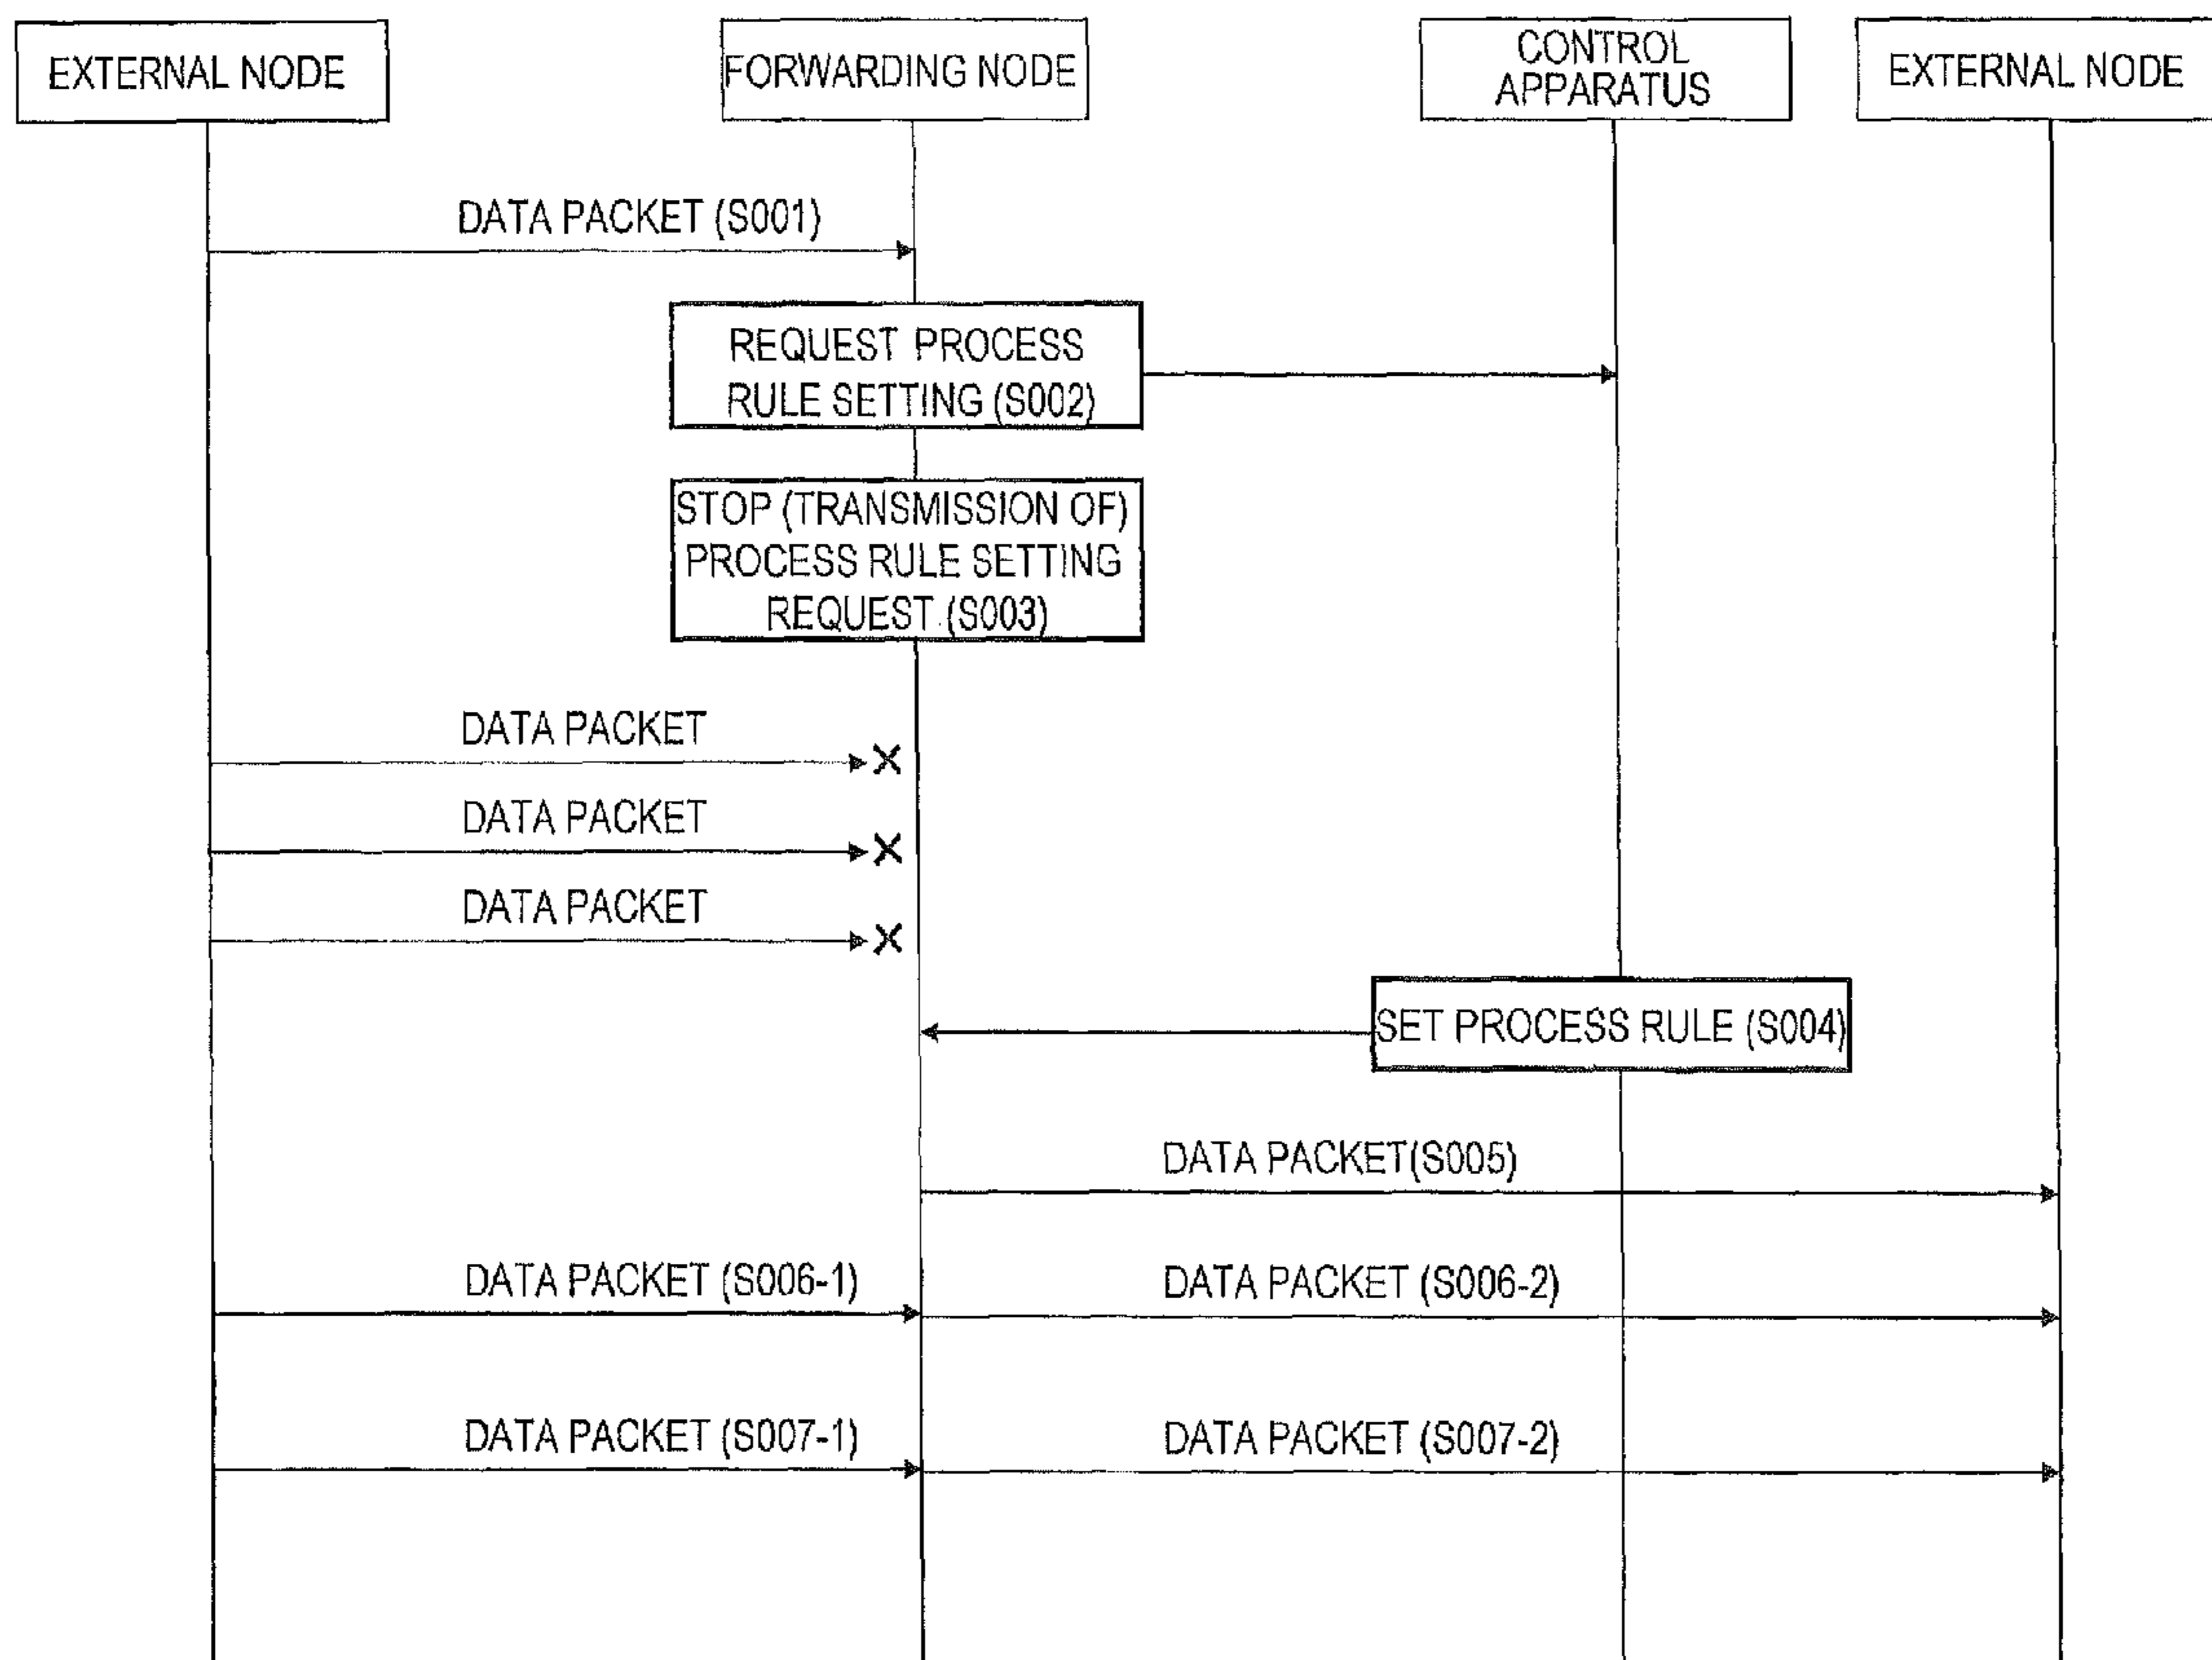 EXTERNAL NODE
FORWARDING NODE
CONTROL
APPARATUS
EXTERNAL NODE
DATA PACKET (S001)
REQUEST PROCESS
RULE SETTING (S002)
STOP (TRANSMISSION OF)
PROCESS RULE SETTING
REQUEST (S003)
DATA PACKET
DATA PACKET
DATA PACKET
SET PROCESS RULE (S004)
DATA PACKET(S005)
DATA PACKET (S006-1)
DATA PACKET (S006-2)
DATA PACKET (S007-1)
DATA PACKET (S007-2)